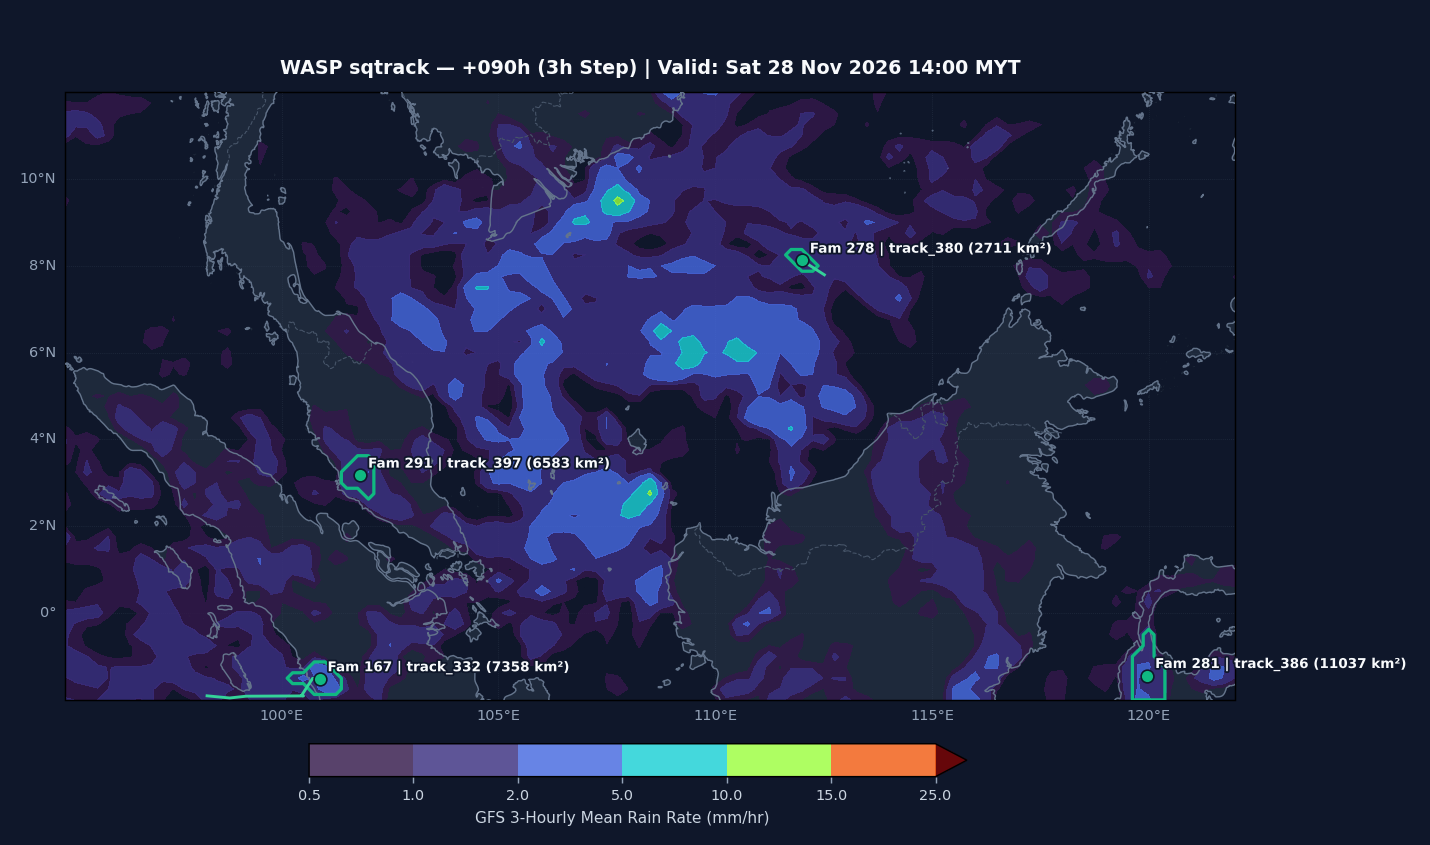 WASP sqtrack — +090h (3h Step) | Valid: Sat 28 Nov 2026 14:00 MYT
10°N
8°N
6°N
4°N
2°N
0°
Fam 278 | track_380 (2711 km²)
Fam 291 | track_397 (6583 km²)
Fam 167 | track_332 (7358 km²)
Fam 281 | track_386 (11037 km²)
100°E 105°E 110°E 115°E 120°E
0.5 1.0 2.0 5.0 10.0 15.0 25.0
GFS 3-Hourly Mean Rain Rate (mm/hr)